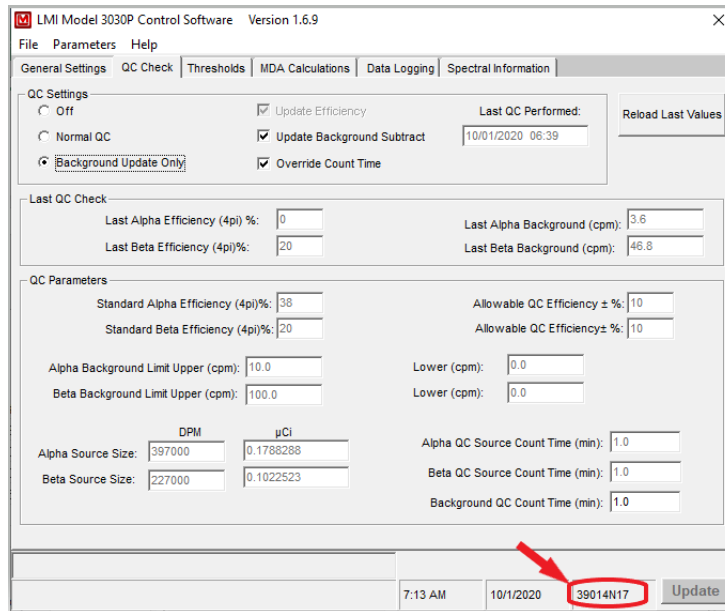 LMI Model 3030P Control Software Version 1.6.9
File Parameters Help
General Settings QC Check Thresholds MDA Calculations Data Logging Spectral Information
QC Settings
Off Update Efficiency Last QC Performed: Reload Last Values
Normal QC Update Background Subtract 10/01/2020 06:39
Background Update Only Override Count Time
Last QC Check
Last Alpha Efficiency (4pi) %: 0 Last Alpha Background (cpm): 3.6
Last Beta Efficiency (4pi)%: 20 Last Beta Background (cpm): 46.8
QC Parameters
Standard Alpha Efficiency (4pi)%: 38 Allowable QC Efficiency ± %: 10
Standard Beta Efficiency (4pi)%: 20 Allowable QC Efficiency± %: 10
Alpha Background Limit Upper (cpm): 10.0 Lower (cpm): 0.0
Beta Background Limit Upper (cpm): 100.0 Lower (cpm): 0.0
DPM µCi
Alpha Source Size: 397000 0.1788288 Alpha QC Source Count Time (min): 1.0
Beta Source Size: 227000 0.1022523 Beta QC Source Count Time (min): 1.0
Background QC Count Time (min): 1.0
7:13 AM 10/1/2020 39014N17 Update